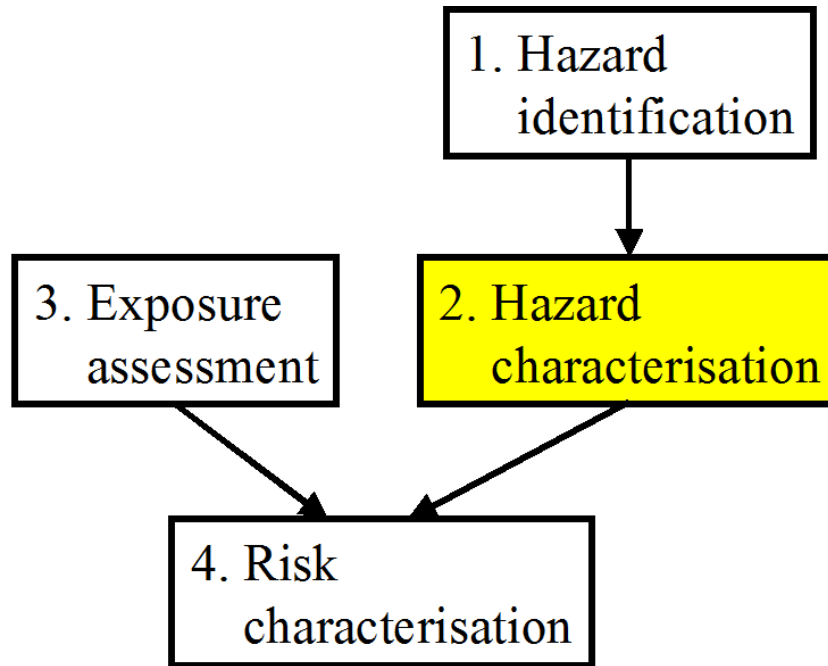 1. Hazard
identification
2. Hazard
characterisation
3. Exposure
assessment
4. Risk
characterisation